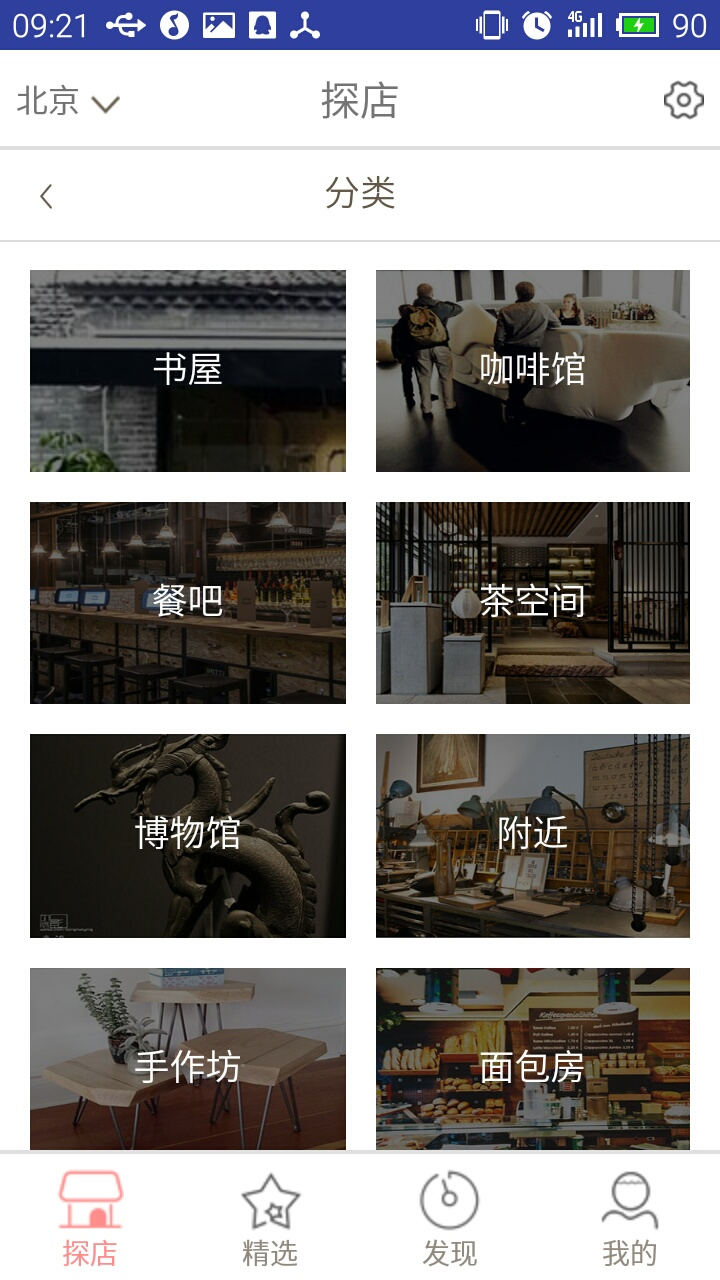 09:21
4G
90
北京
探店
分类
书屋
咖啡馆
餐吧
茶空间
博物馆
附近
手作坊
面包房
探店
精选
发现
我的